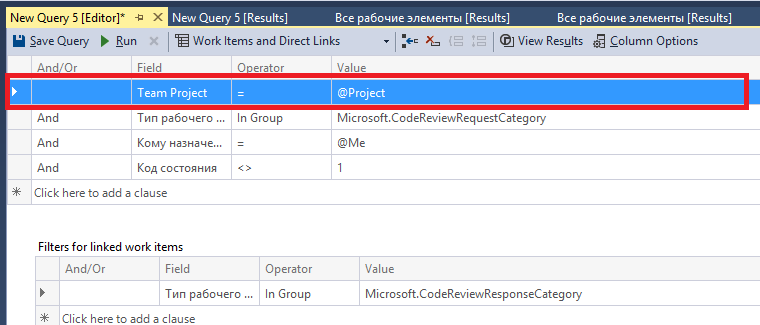 New Query 5 [Editor]* New Query 5 [Results] Все рабочие элементы [Results] Все рабочие элементы [Results]
Save Query Run Work Items and Direct Links View Results Column Options
And/Or Field Operator Value
Team Project = @Project
And Тип рабочего ... In Group Microsoft.CodeReviewRequestCategory
And Кому назначе... = @Me
And Код состояния <> 1
Click here to add a clause
Filters for linked work items
And/Or Field Operator Value
Тип рабочего ... In Group Microsoft.CodeReviewResponseCategory
Click here to add a clause